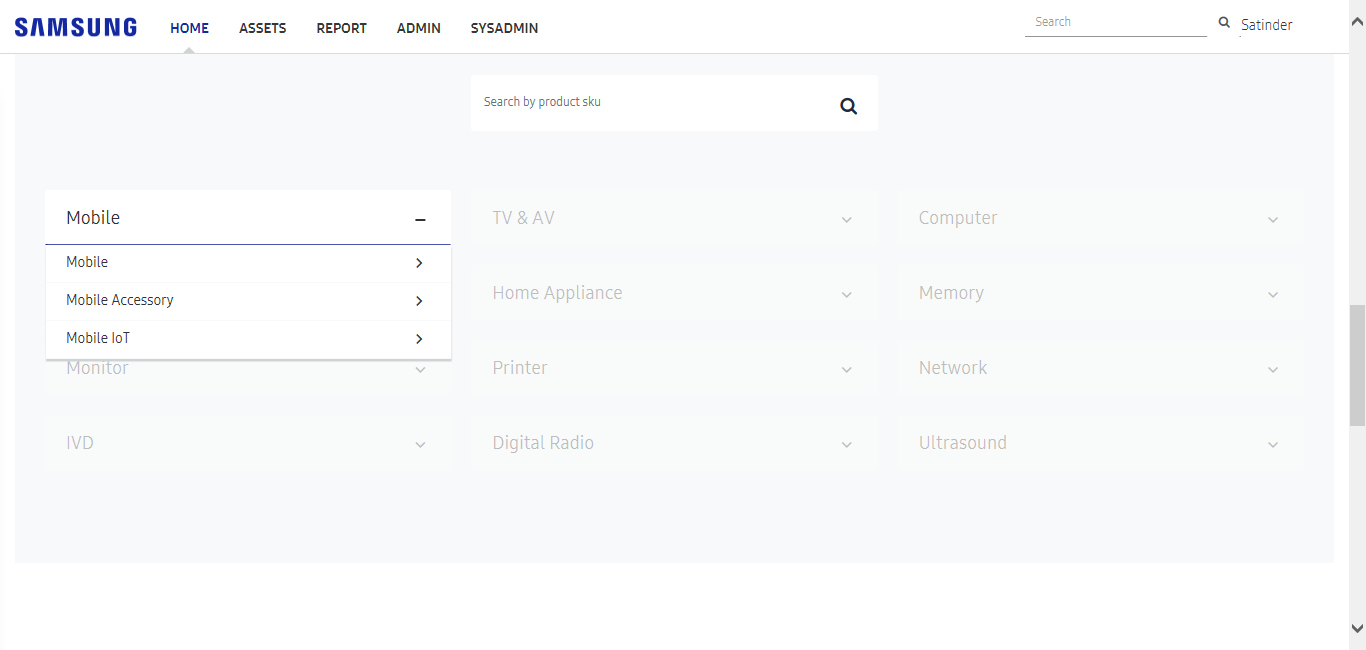 SAMSUNG HOME ASSETS REPORT ADMIN SYSADMIN Search Satinder
Search by product sku
Mobile TV & AV Computer
Mobile
Mobile Accessory Home Appliance Memory
Mobile IoT
Monitor Printer Network
IVD Digital Radio Ultrasound